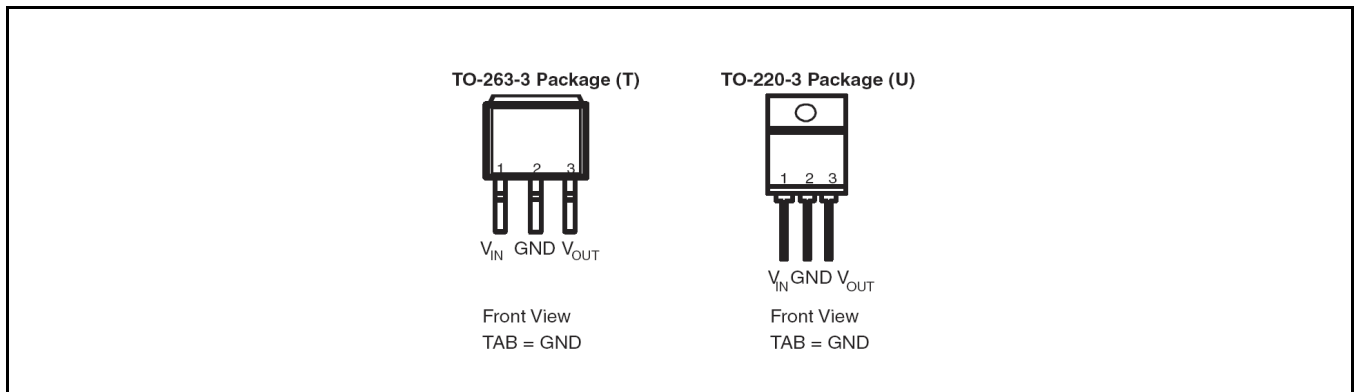 TO-263-3 Package (T)
1 2 3
VIN GND VOUT
Front View
TAB = GND
TO-220-3 Package (U)
1 2 3
VIN GND VOUT
Front View
TAB = GND